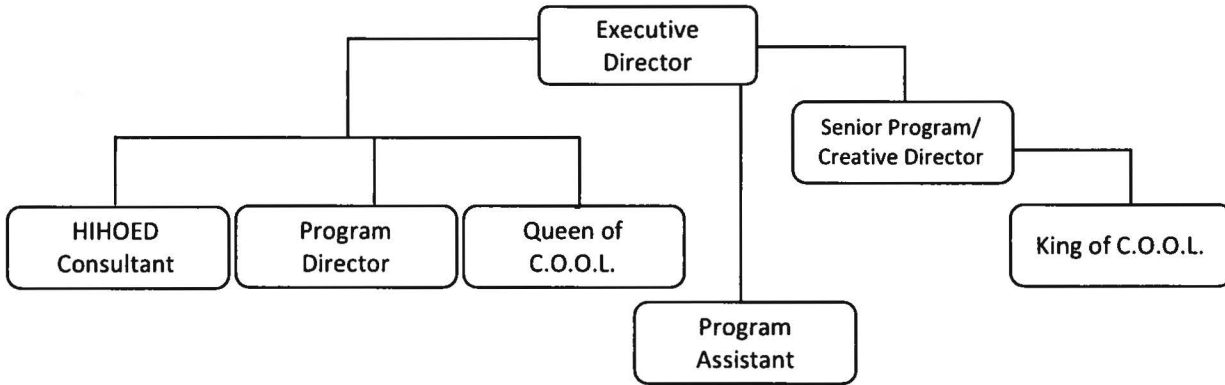 Executive
Director
Senior Program/
Creative Director
HIHOED
Consultant
Program
Director
Queen of
C.O.O.L.
King of C.O.O.L.
Program
Assistant